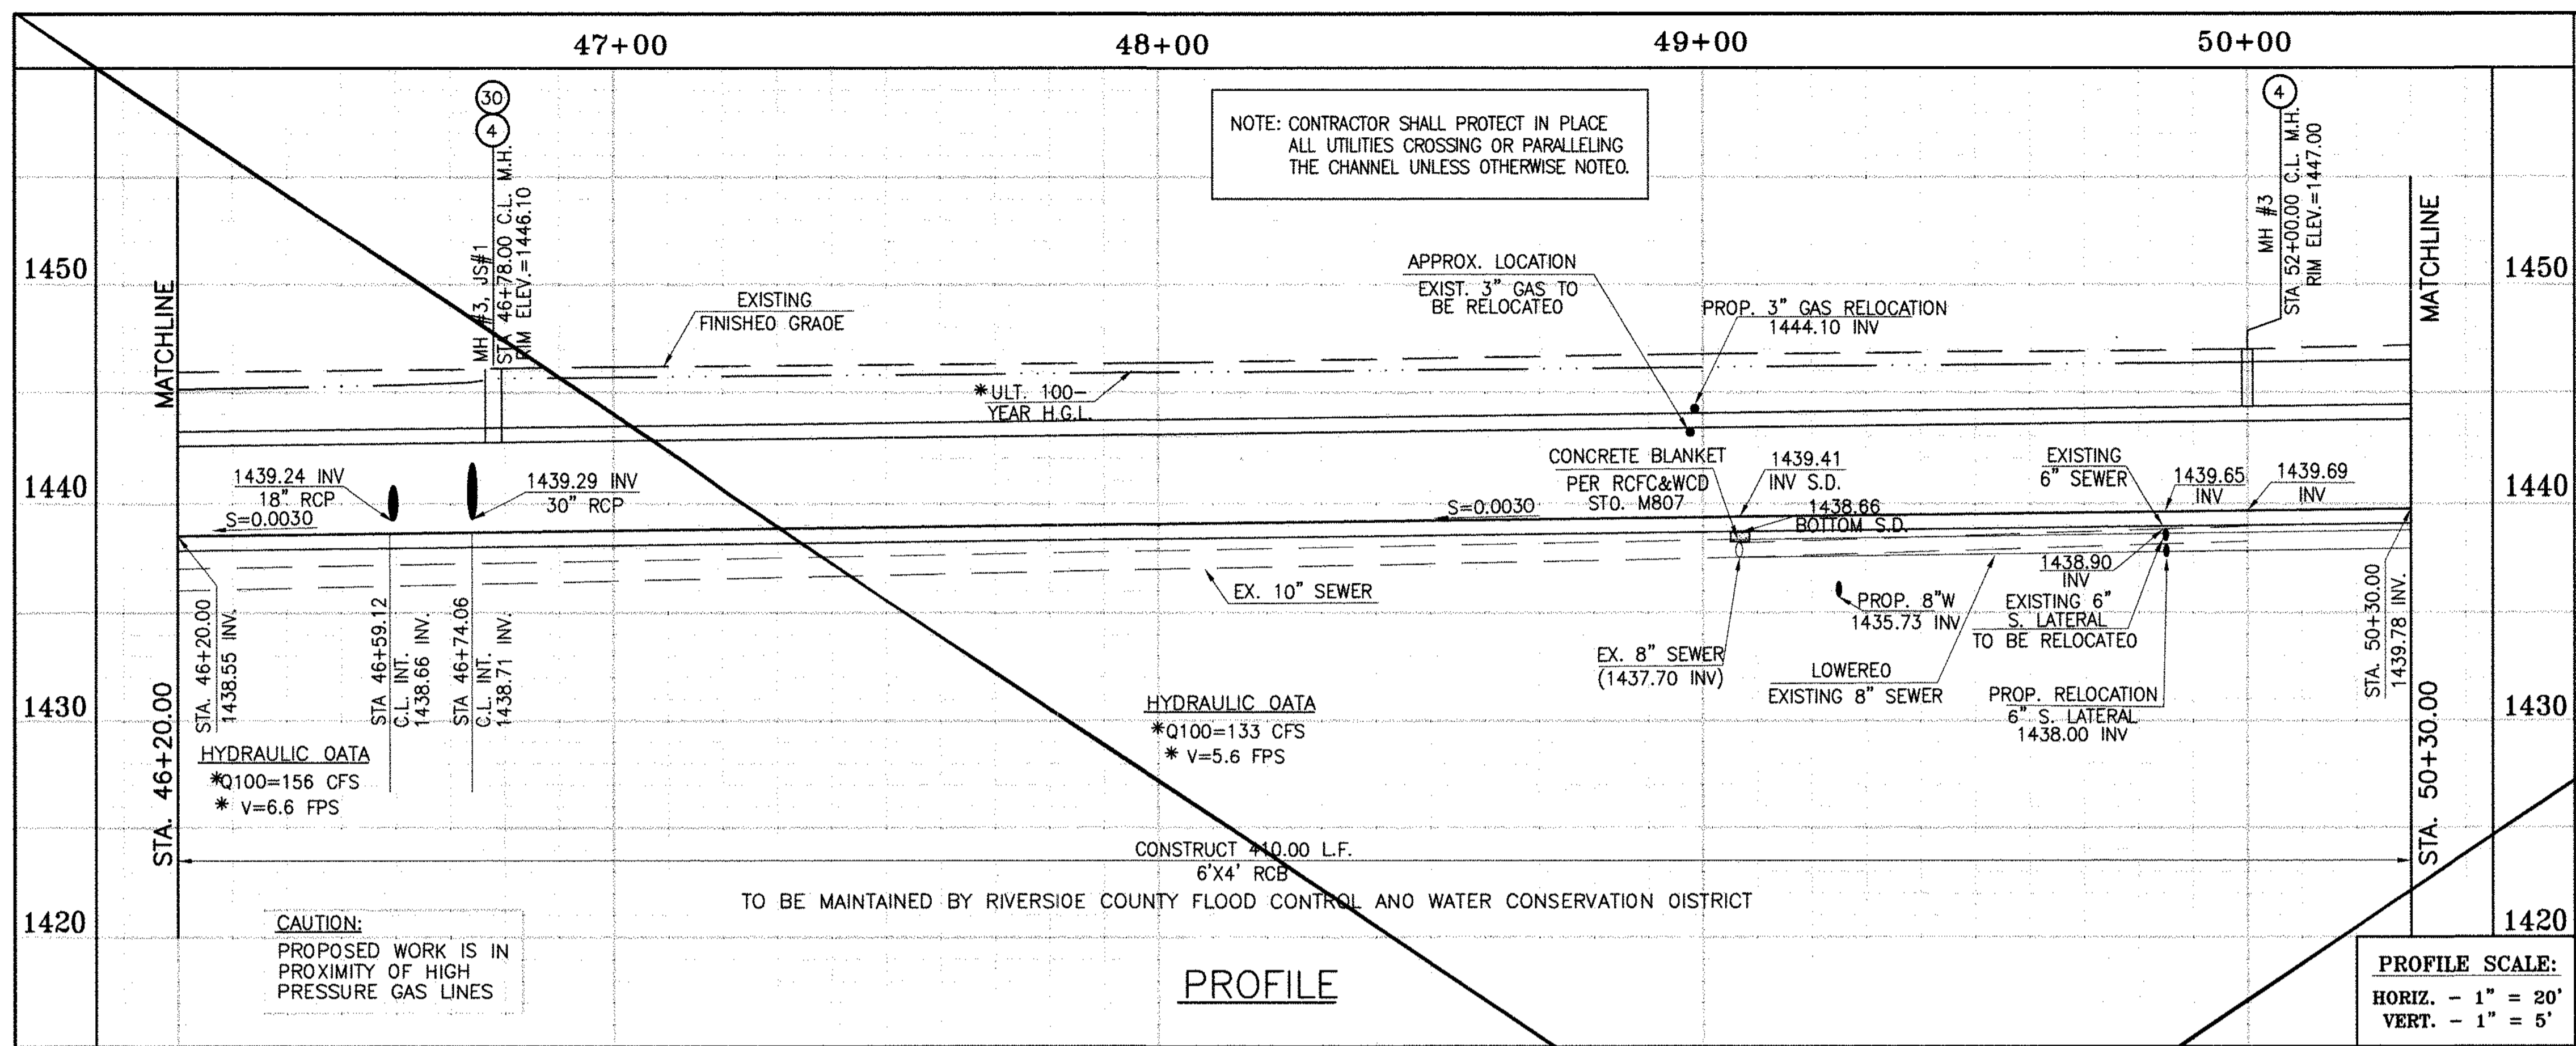 47+00
48+00
49+00
50+00
30
4
MH #3, JS#1
STA 46+78.00 C.L. M.H.
RIM ELEV.=1446.10
NOTE: CONTRACTOR SHALL PROTECT IN PLACE
ALL UTILITIES CROSSING OR PARALLELING
THE CHANNEL UNLESS OTHERWISE NOTEO.
4
MH #3
STA 52+00.00 C.L. M.H.
RIM ELEV.=1447.00
1450
1440
1430
1420
MATCHLINE
STA. 46+20.00
EXISTING
FINISHEO GRAOE
*ULT. 100-
YEAR H.G.L.
APPROX. LOCATION
EXIST. 3" GAS TO
BE RELOCATEO
PROP. 3" GAS RELOCATION
1444.10 INV
1439.24 INV
18" RCP
S=0.0030
1439.29 INV
30" RCP
CONCRETE BLANKET
PER RCFC&WCD
STO. M807
S=0.0030
1439.41
INV S.D.
1438.66
BOTTOM S.D.
EXISTING
6" SEWER
1439.65
INV
1439.69
INV
STA. 46+20.00
1438.55 INV.
STA 46+59.12
C.L. INT.
1438.66 INV.
STA 46+74.06
C.L. INT.
1438.71 INV.
EX. 10" SEWER
EX. 8" SEWER
(1437.70 INV)
PROP. 8"W
1435.73 INV
LOWEREO
EXISTING 8" SEWER
1438.90
INV
EXISTING 6"
S. LATERAL
TO BE RELOCATEO
PROP. RELOCATION
6" S. LATERAL
1438.00 INV
STA. 50+30.00
1439.78 INV.
MATCHLINE
STA. 50+30.00
1450
1440
1430
1420
HYDRAULIC OATA
*Q100=156 CFS
* V=6.6 FPS
HYDRAULIC OATA
*Q100=133 CFS
* V=5.6 FPS
CONSTRUCT 410.00 L.F.
6'X4' RCB
TO BE MAINTAINED BY RIVERSIOE COUNTY FLOOD CONTROL ANO WATER CONSERVATION OISTRICT
CAUTION:
PROPOSED WORK IS IN
PROXIMITY OF HIGH
PRESSURE GAS LINES
PROFILE
PROFILE SCALE:
HORIZ. - 1" = 20'
VERT. - 1" = 5'